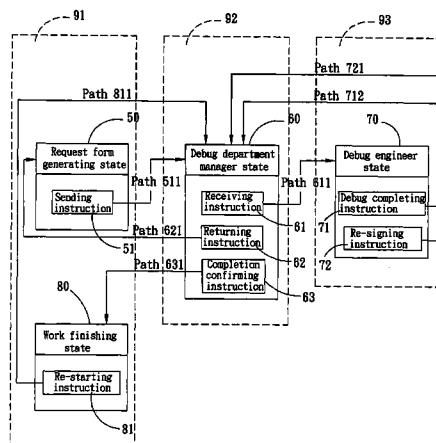 91
92
93
Path 721
Path 811
Path 712
50
60
70
Request form
generating state
Debug department
manager state
Debug engineer
state
Path 511
Path 611
Sending
instruction
Receiving
instruction
Debug completing
instruction
51
61
71
Path 621
Returning
instruction
Re-signing instruction
62
72
Path 631
Completion
confirming
instruction
63
80
Work finishing
state
Re-starting
instruction
81